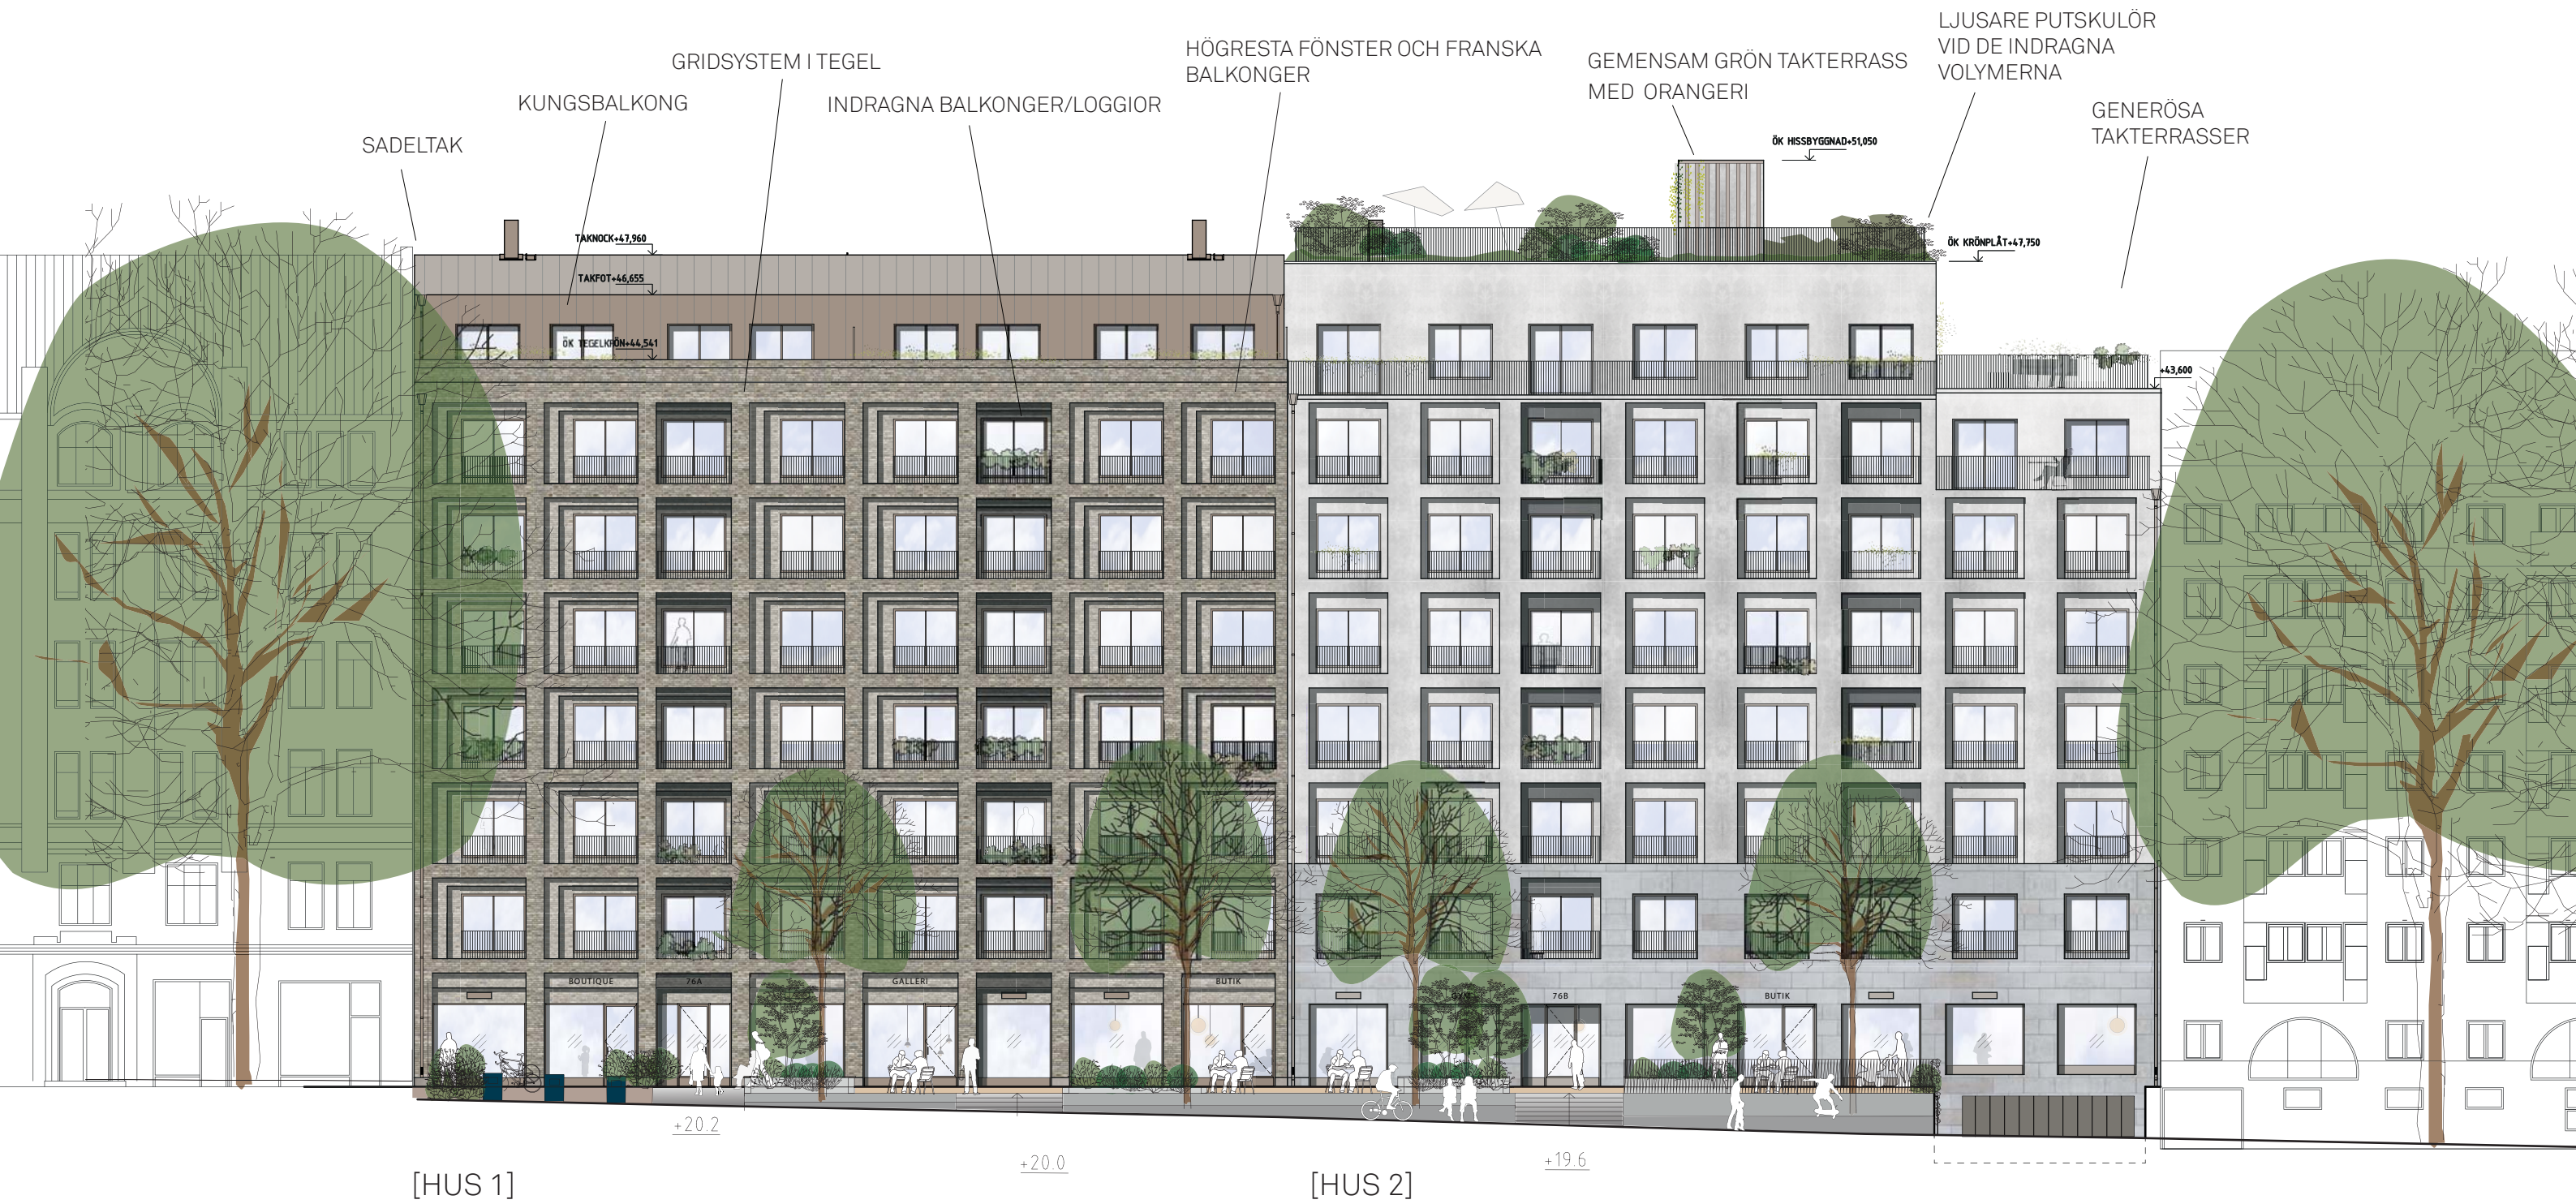 LJUSARE PUTSKULÖR
VID DE INDRAGNA
VOLYMERNA
HÖGRESTA FÖNSTER OCH FRANSKA
BALKONGER
GRIDSYSTEM I TEGEL
GEMENSAM GRÖN TAKTERRASS
MED ORANGERI
KUNGSBALKONG
INDRAGNA BALKONGER/LOGGIOR
GENERÖSA
TAKTERRASSER
SADELTAK
ÖK HISSBYGGNAD+51,050
TAKNOCK+47,960
ÖK KRÖNPLÅT+47,750
TAKFOT+46,655
ÖK TEGELKRÖN+44,541
+43,600
BOUTIQUE
76A
GALLERI
BUTIK
76B
BUTIK
+20.2
+20.0
+19.6
[HUS 1]
[HUS 2]